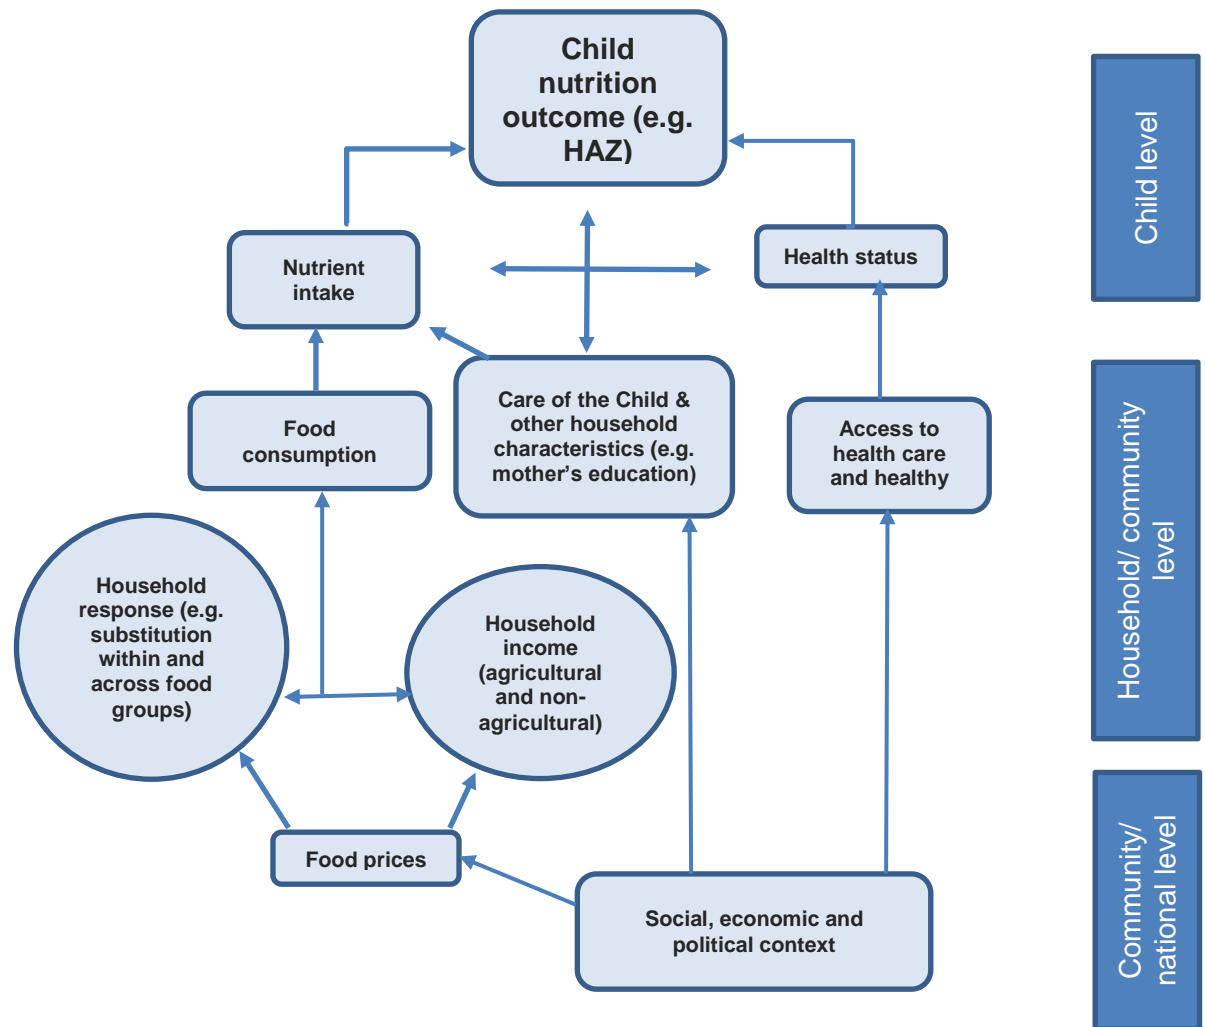 Child
nutrition
outcome (e.g.
HAZ)
Child level
Nutrient
intake
Health status
Food
consumption
Care of the Child &
other household
characteristics (e.g.
mother’s education)
Access to
health care
and healthy
Household/ community
level
Household
response (e.g.
substitution
within and
across food
groups)
Household
income
(agricultural
and non-
agricultural)
Food prices
Social, economic and
political context
Community/
national level